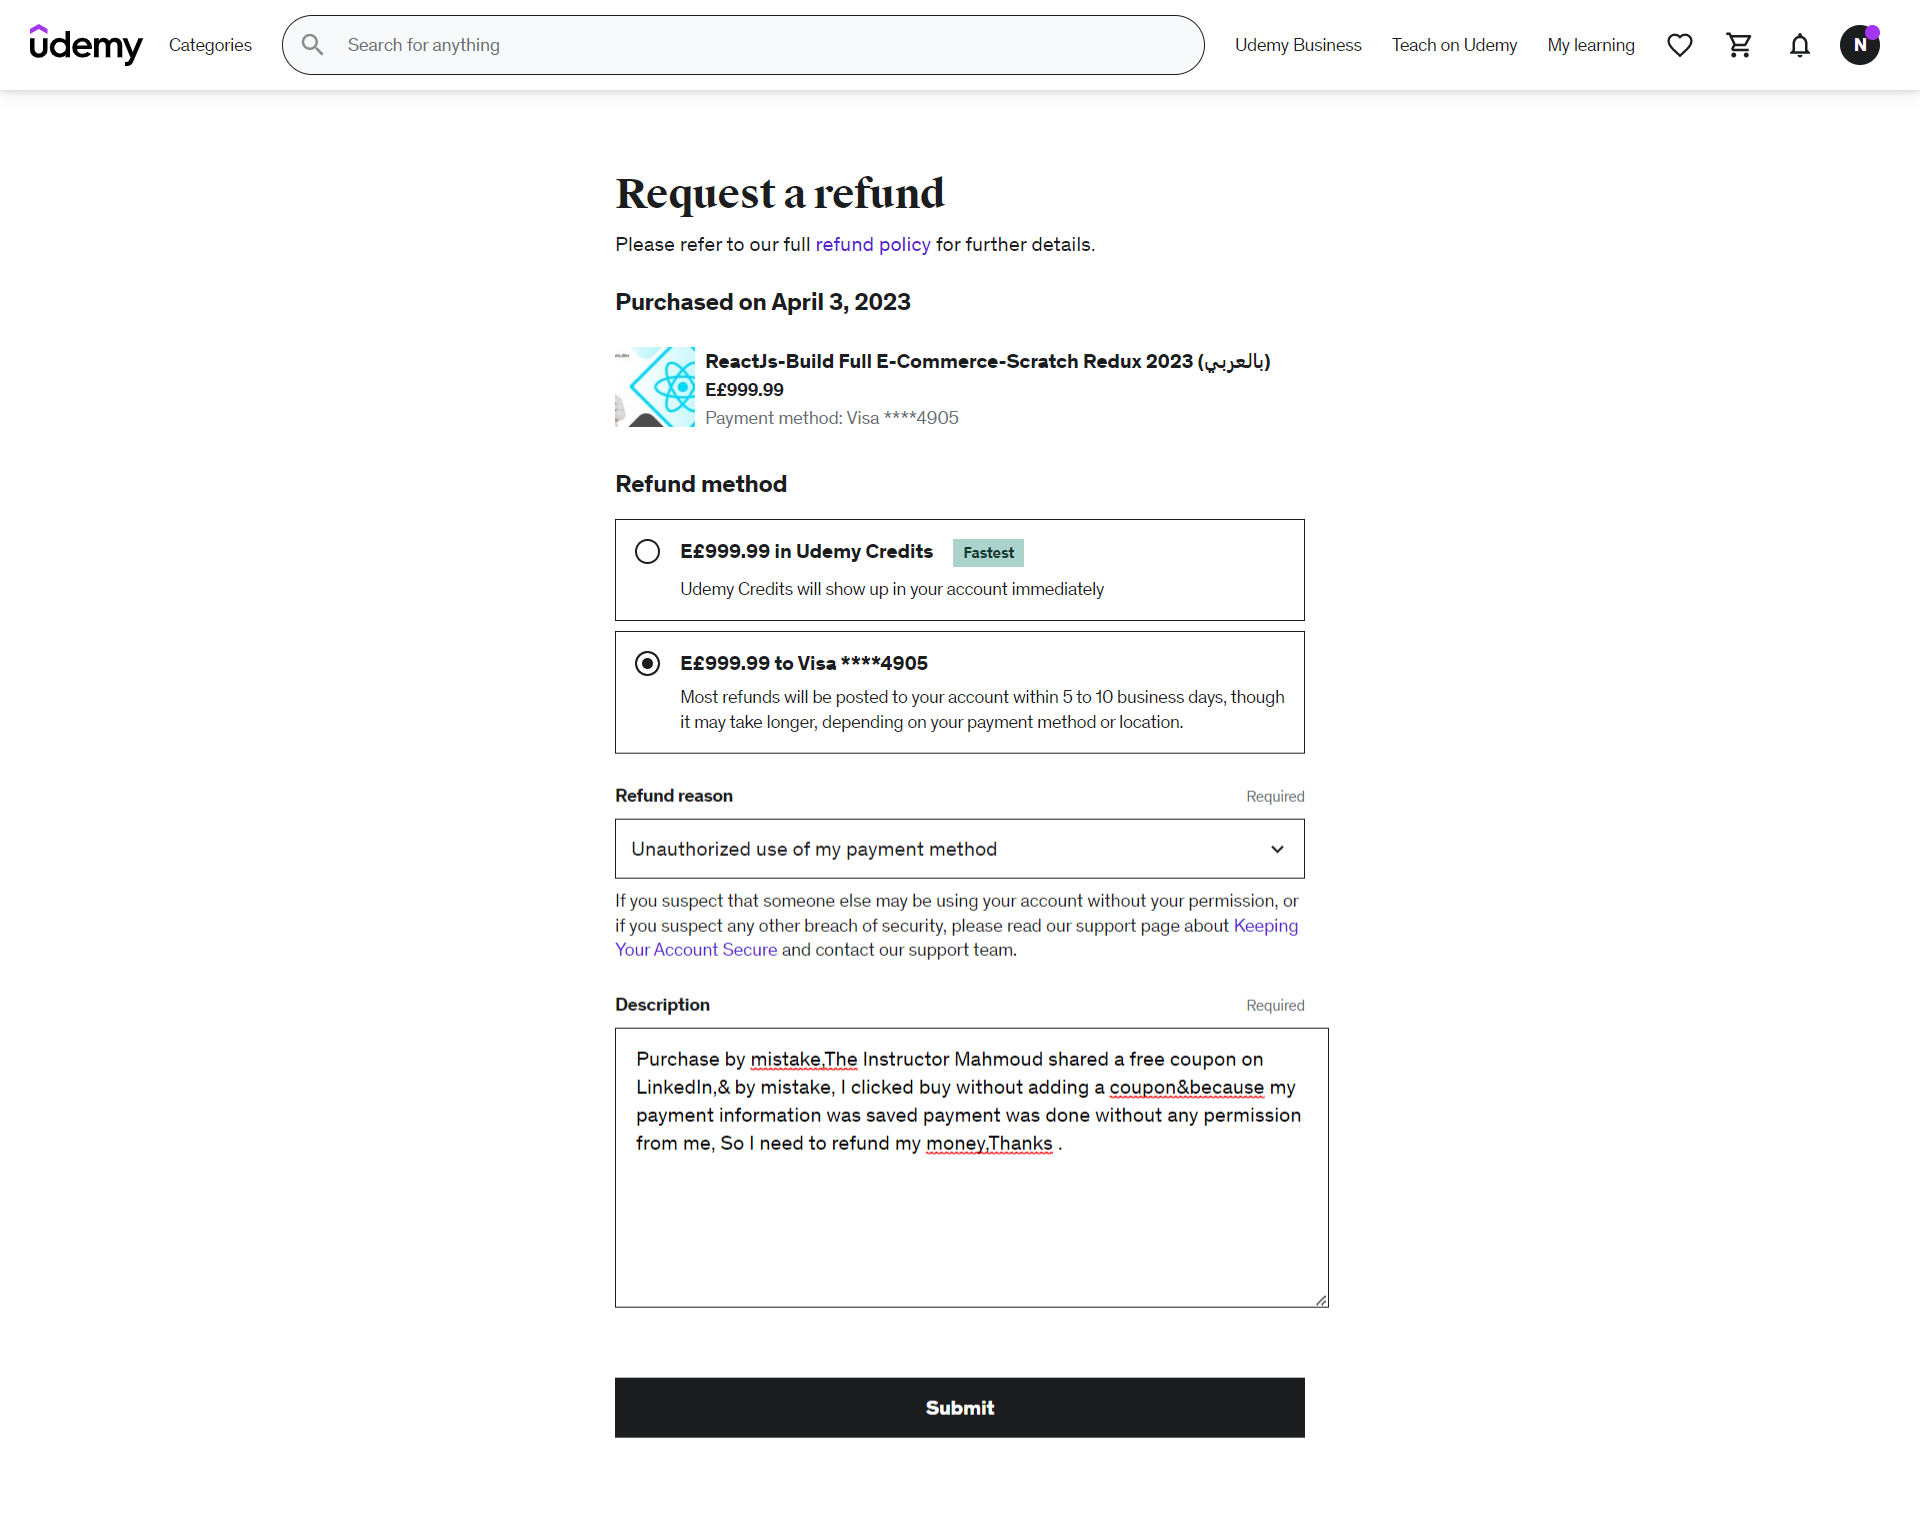 ûdemy
Categories
Search for anything
Udemy Business
Teach on Udemy
My learning
N
Request a refund
Please refer to our full refund policy for further details.
Purchased on April 3, 2023
ReactJs-Build Full E-Commerce-Scratch Redux 2023 (بالعربي)
E£999.99
Payment method: Visa ****4905
Refund method
E£999.99 in Udemy Credits Fastest
Udemy Credits will show up in your account immediately
E£999.99 to Visa ****4905
Most refunds will be posted to your account within 5 to 10 business days, though
it may take longer, depending on your payment method or location.
Refund reason Required
Unauthorized use of my payment method
If you suspect that someone else may be using your account without your permission, or
if you suspect any other breach of security, please read our support page about Keeping
Your Account Secure and contact our support team.
Description Required
Purchase by mistake,The Instructor Mahmoud shared a free coupon on
LinkedIn,& by mistake, I clicked buy without adding a coupon&because my
payment information was saved payment was done without any permission
from me, So I need to refund my money,Thanks .
Submit